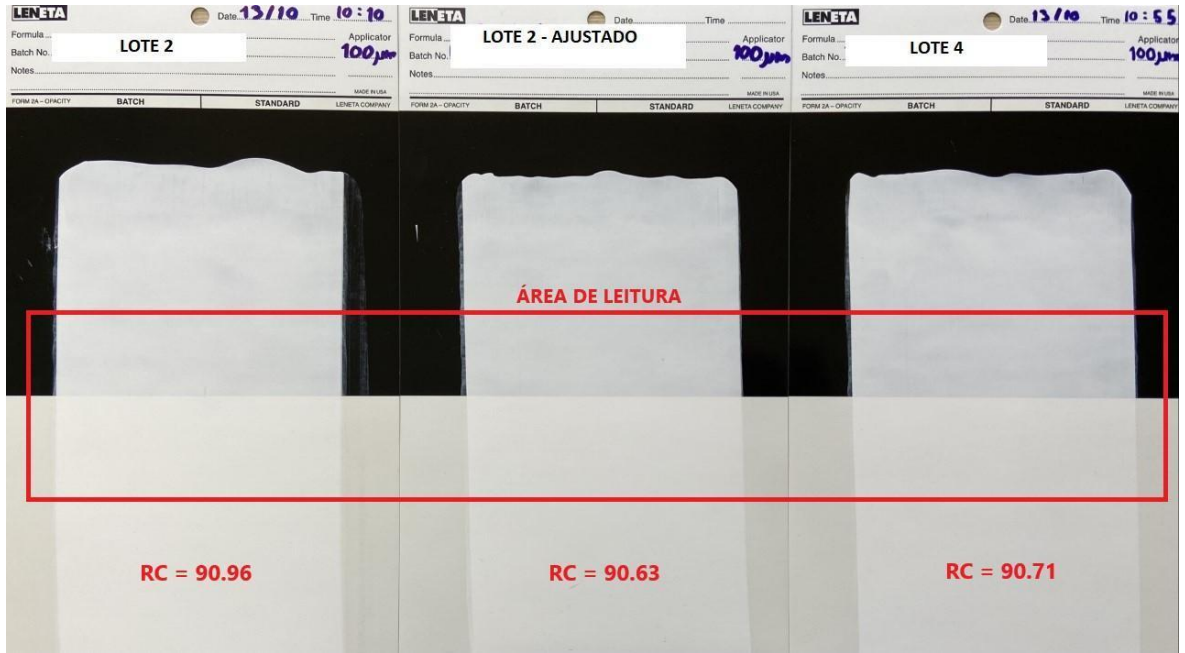 LENETA
Date 13/10 Time 10:10
Formula
LOTE 2
Applicator
Batch No.
100µm
Notes
MADE IN USA
FORM 2A – OPACITY BATCH STANDARD LENETA COMPANY
LENETA
Date Time
Formula
LOTE 2 - AJUSTADO
Applicator
Batch No.
100µm
Notes
MADE IN USA
FORM 2A – OPACITY BATCH STANDARD LENETA COMPANY
LENETA
Date 13/10 Time 10:55
Formula
LOTE 4
Applicator
Batch No.
100µm
Notes
MADE IN USA
FORM 2A – OPACITY BATCH STANDARD LENETA COMPANY
ÁREA DE LEITURA
RC = 90.96
RC = 90.63
RC = 90.71